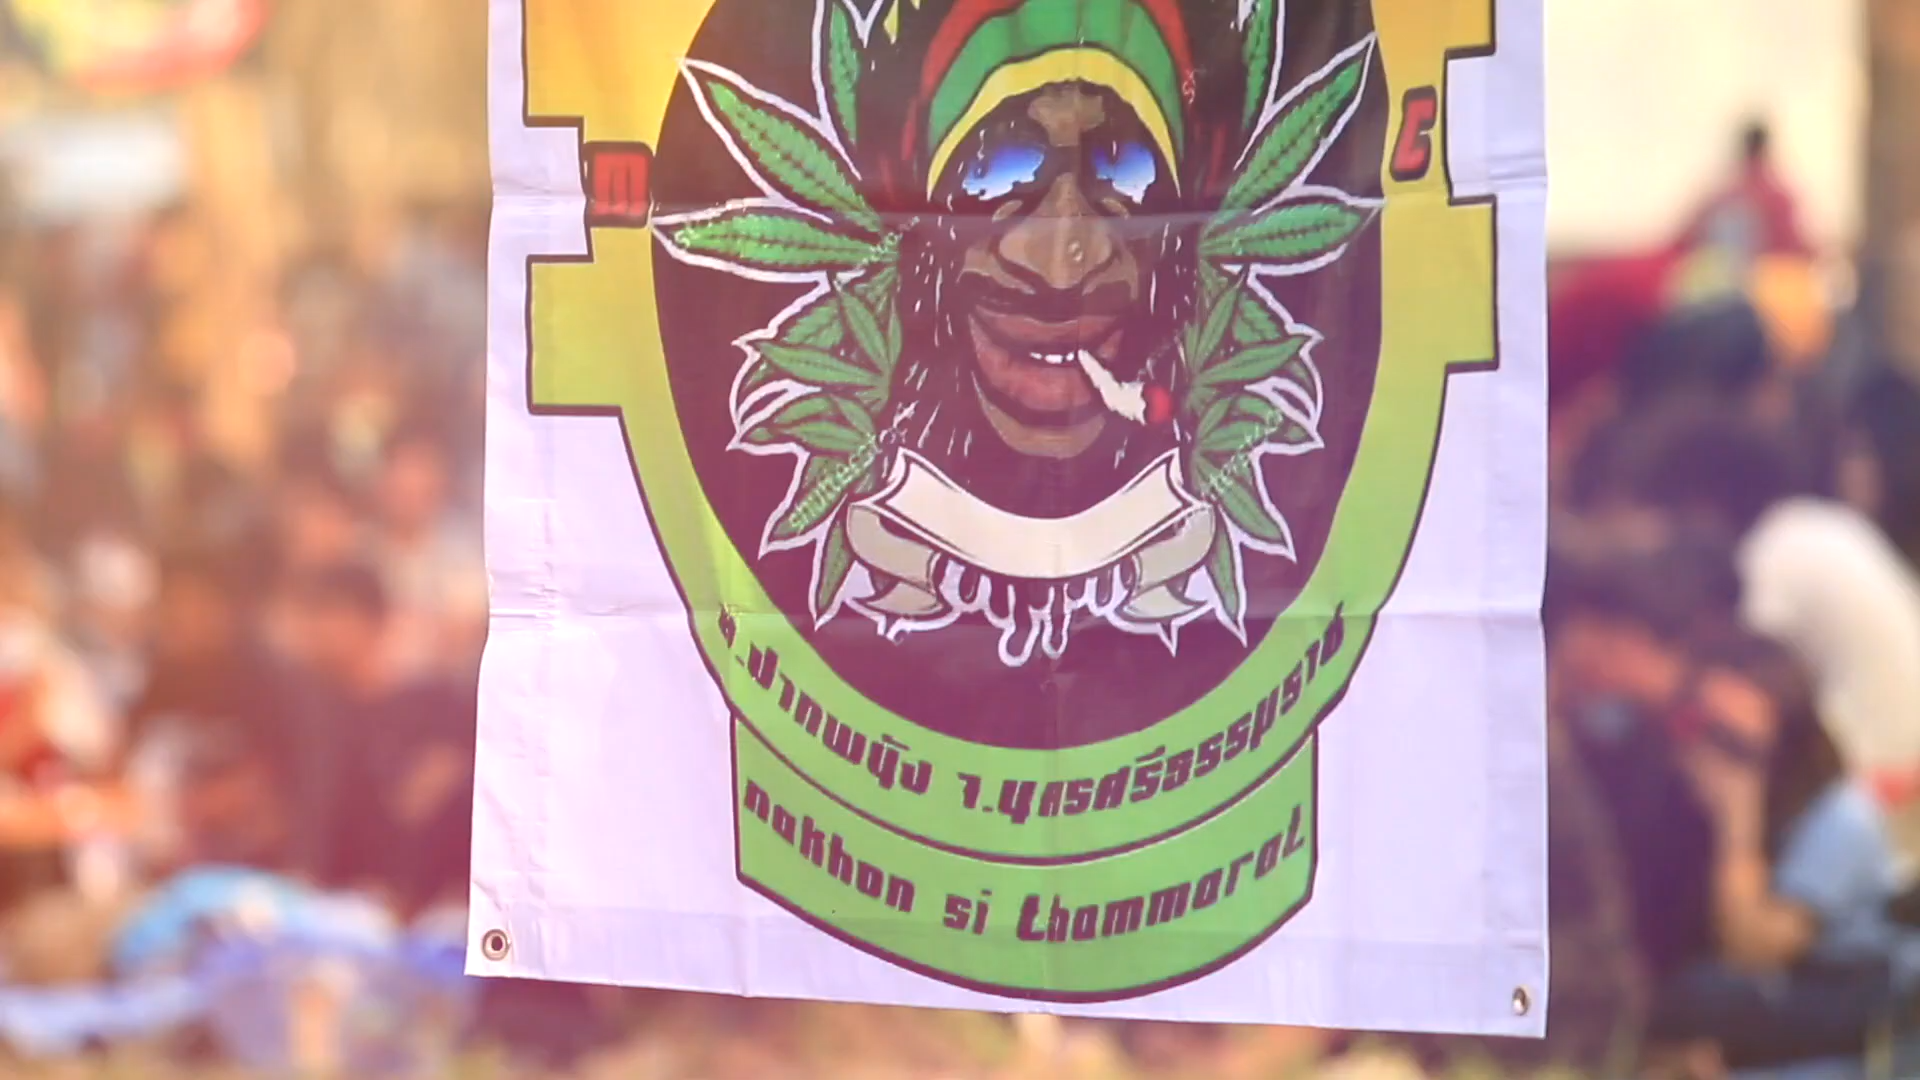 m c
อ.ปากพนัง จ.นครศรีธรรมราช
nakhon si thammarat
shutterstock